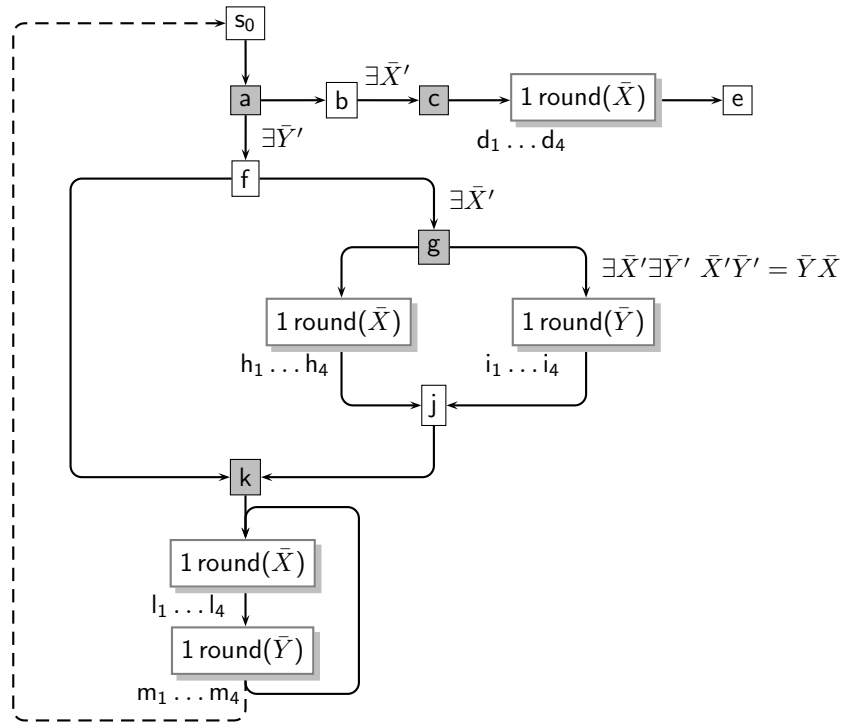 s₀
∃X̄′
a b c 1 round(X̄) e
∃Ȳ′ d₁ … d₄
f
∃X̄′
g
∃X̄′∃Ȳ′ X̄′Ȳ′ = ȲX̄
1 round(X̄) 1 round(Ȳ)
h₁ … h₄ i₁ … i₄
j
k
1 round(X̄)
l₁ … l₄
1 round(Ȳ)
m₁ … m₄